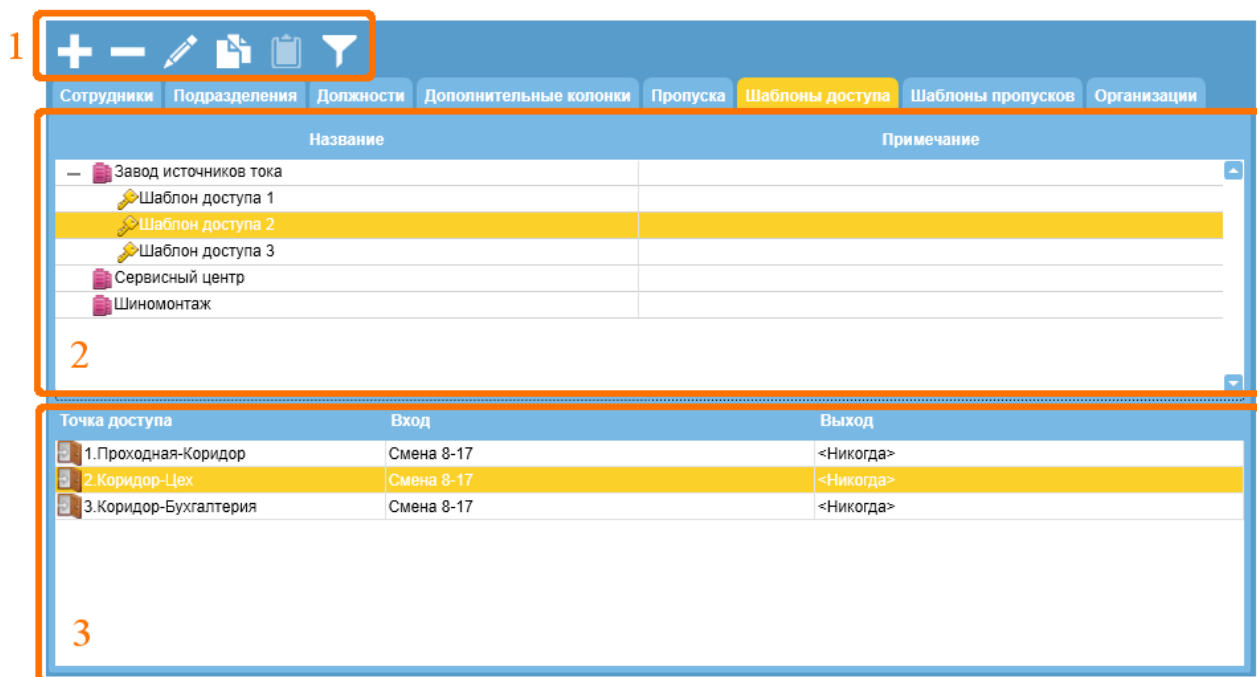 1
Сотрудники Подразделения Должности Дополнительные колонки Пропуска Шаблоны доступа Шаблоны пропусков Организации
Название Примечание
Завод источников тока
Шаблон доступа 1
Шаблон доступа 2
Шаблон доступа 3
Сервисный центр
Шиномонтаж
2
Точка доступа Вход Выход
1.Проходная-Коридор Смена 8-17 <Никогда>
2.Коридор-Цех Смена 8-17 <Никогда>
3.Коридор-Бухгалтерия Смена 8-17 <Никогда>
3